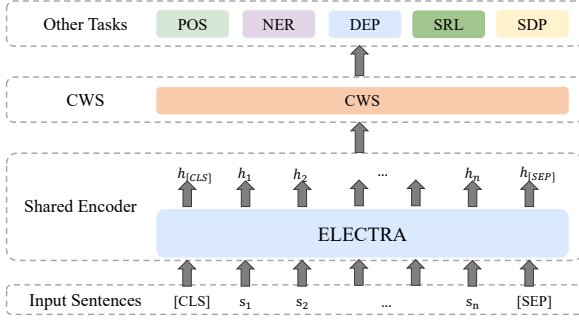 Other Tasks POS NER DEP SRL SDP
CWS CWS
h[CLS] h1 h2 ... hn h[SEP]
Shared Encoder
ELECTRA
Input Sentences [CLS] s1 s2 ... sn [SEP]